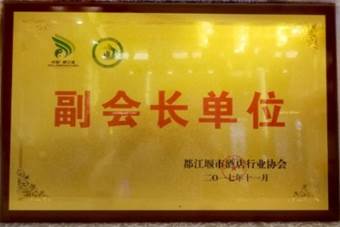 副会长单位
都江堰市酒店行业协会
二〇一七年十一月